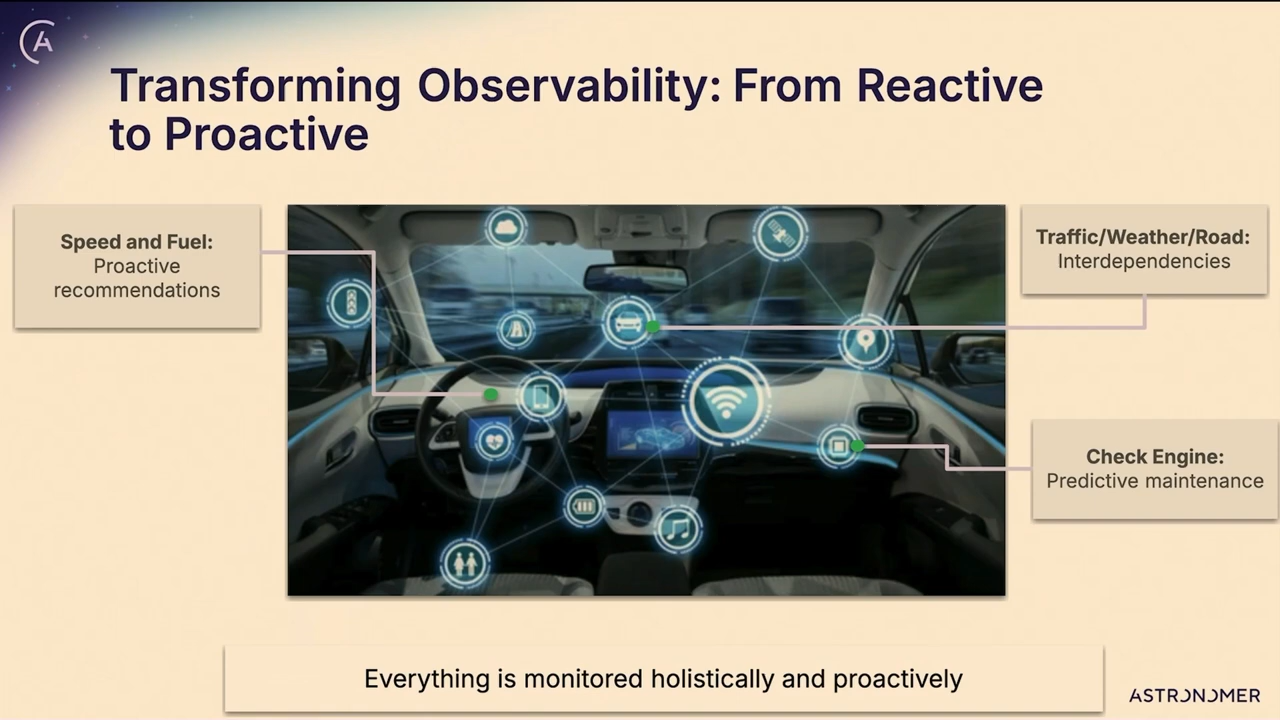 Transforming Observability: From Reactive
to Proactive
Speed and Fuel:
Proactive
recommendations
Traffic/Weather/Road:
Interdependencies
Check Engine:
Predictive maintenance
Everything is monitored holistically and proactively
ASTRONOMER